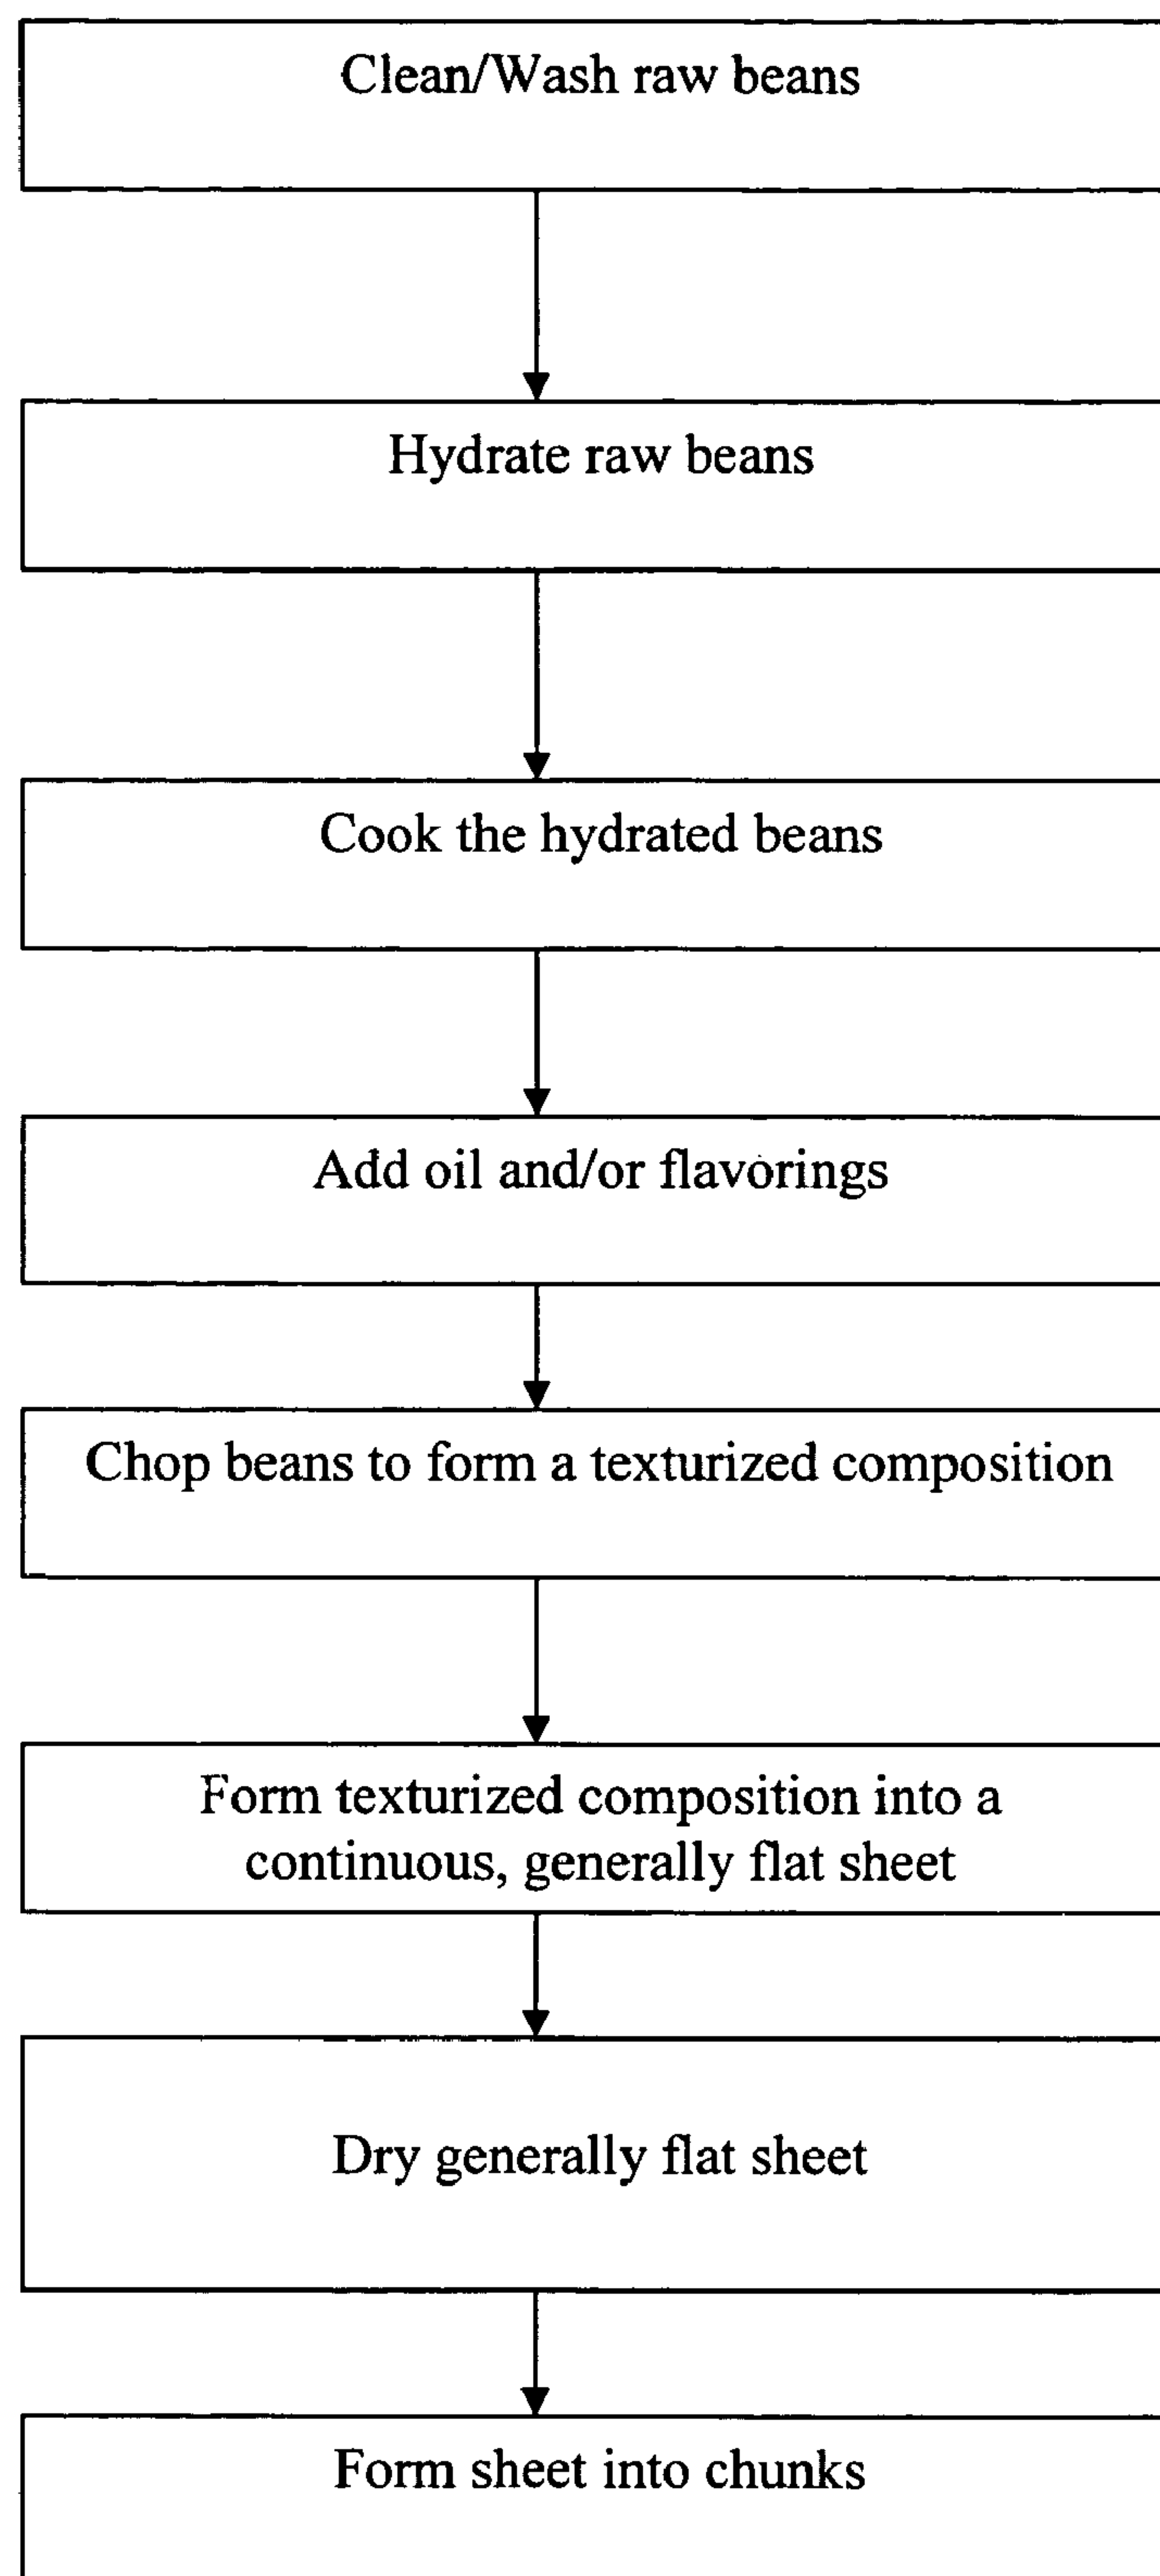 Clean/Wash raw beans
Hydrate raw beans
Cook the hydrated beans
Add oil and/or flavorings
Chop beans to form a texturized composition
Form texturized composition into a
continuous, generally flat sheet
Dry generally flat sheet
Form sheet into chunks